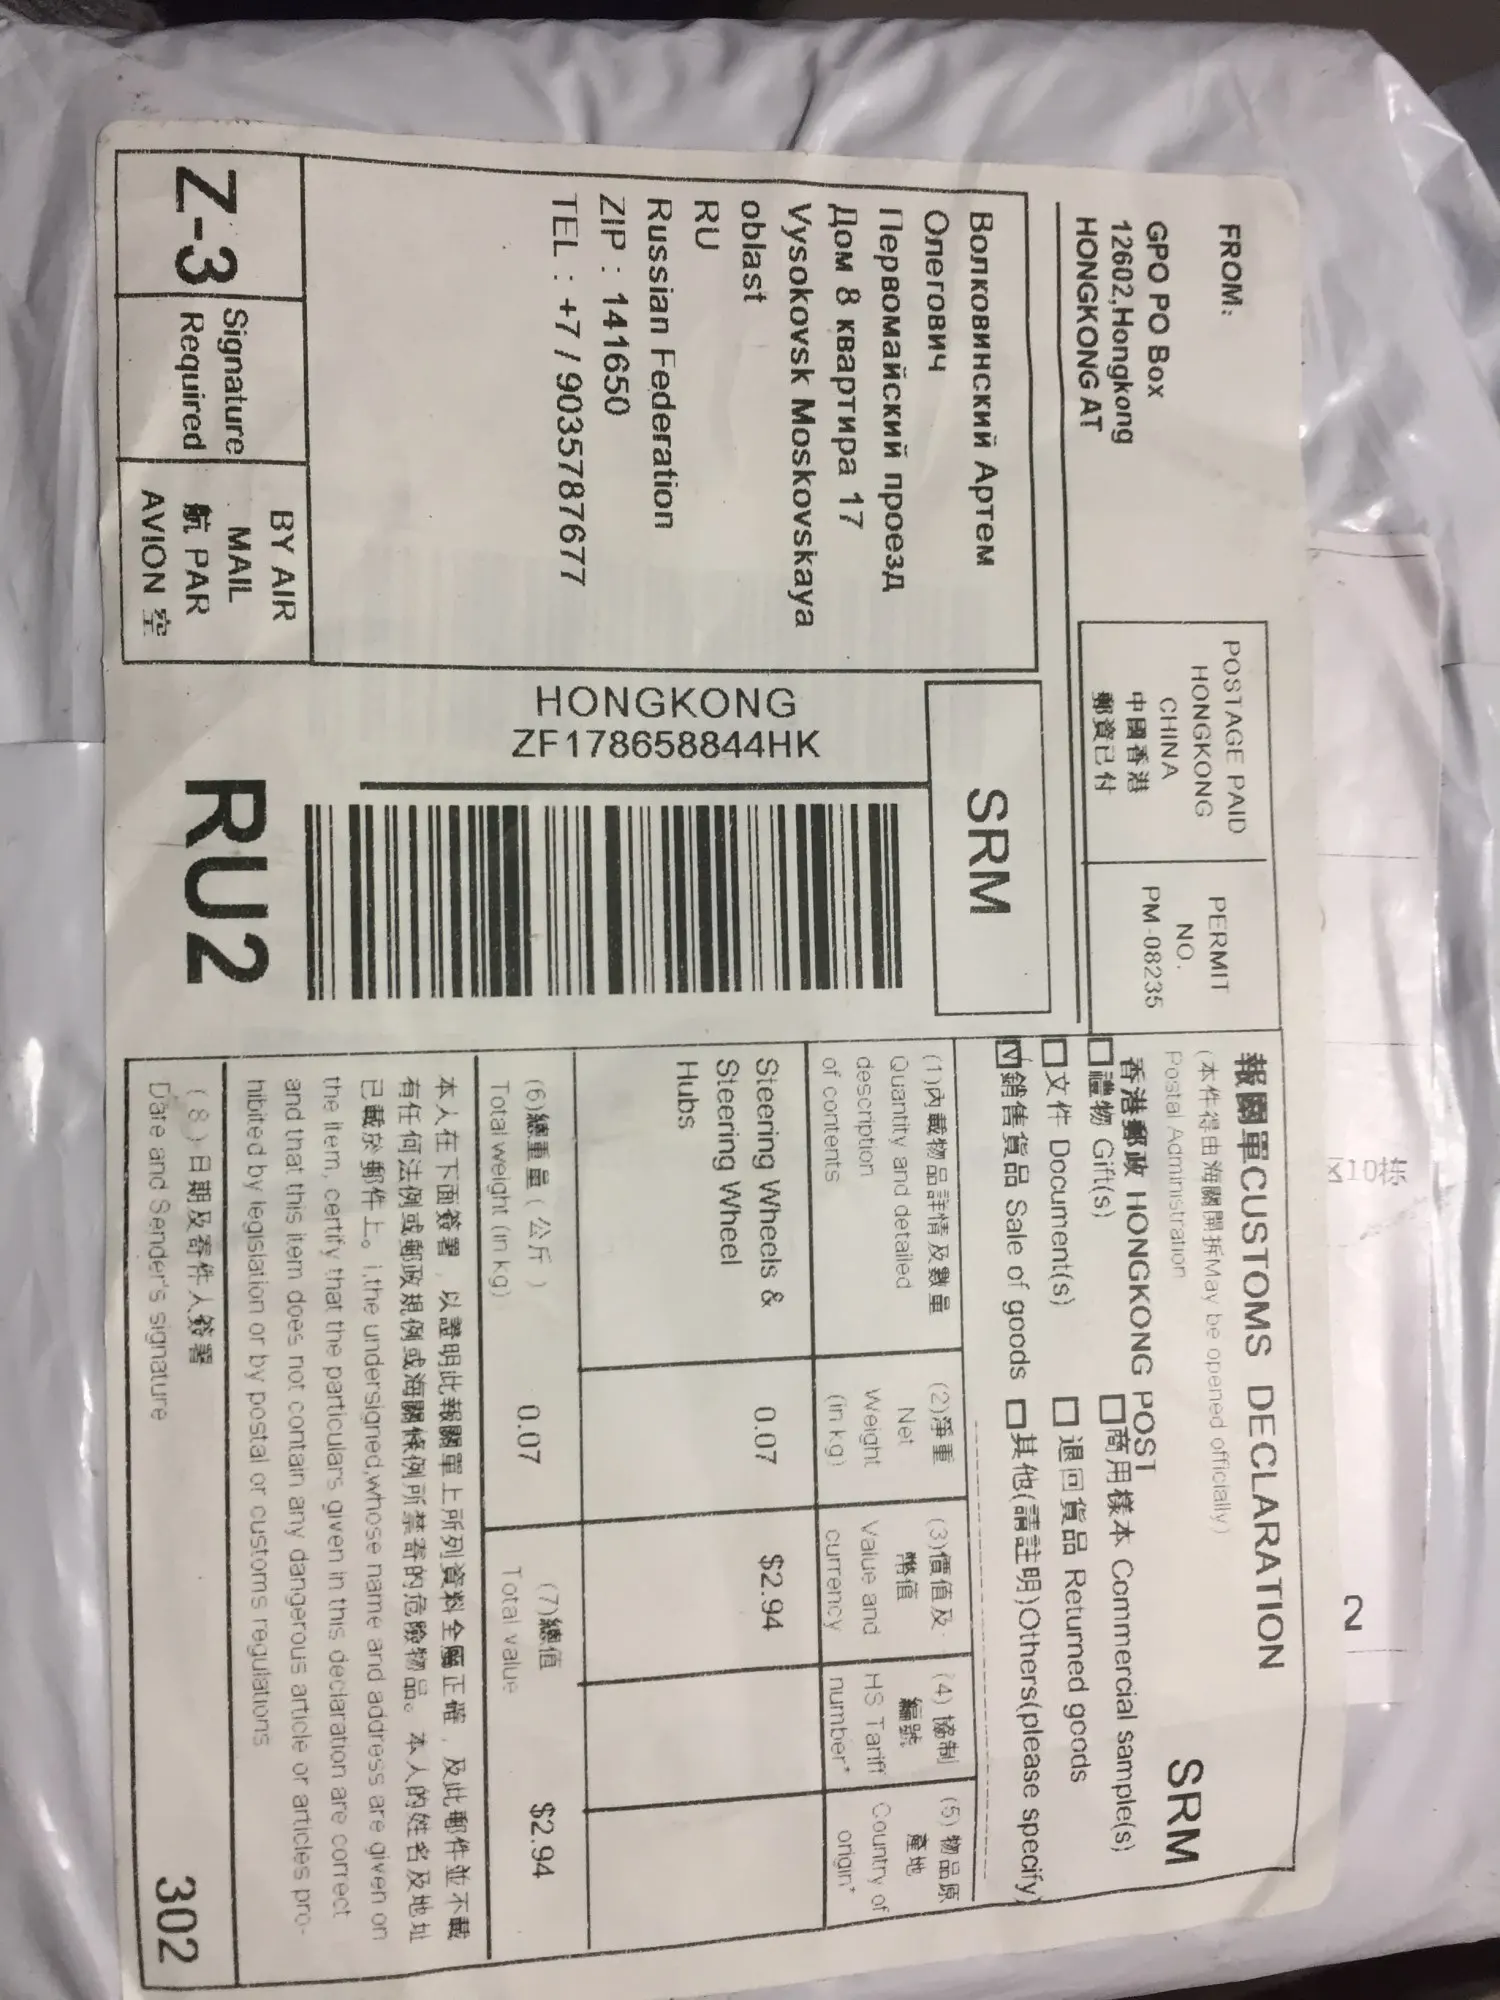 FROM:
GPO PO Box
12602,Hongkong
HONGKONG AT
POSTAGE PAID
HONGKONG
CHINA
中國香港
郵資已付
PERMIT
NO.
PM-08235
Волковинский Артем
Олегович
Первомайский проезд
Дом 8 квартира 17
Vysokovsk Moskovskaya
oblast
RU
Russian Federation
ZIP : 141650
TEL : +7 / 9035787677
Z-3
Signature
Required
BY AIR
MAIL
航 PAR
AVION 空
SRM
HONGKONG
ZF178658844HK
RU2
報關單CUSTOMS DECLARATION
(本件得由海關開拆May be opened officially)
Postal Administration
SRM
香港郵政 HONGKONG POST
禮物 Gift(s)
商用樣本 Commercial sample(s)
文件 Document(s)
退回貨品 Returned goods
銷售貨品 Sale of goods
其他(請註明)Others(please specify)
(1)內載物品詳情及數量
Quantity and detailed
description
of contents
(2)淨重
Net
Weight
(in kg)
(3)價值及
幣值
Value and
currency
(4) 協制
編號
HS Tariff
number*
(5) 物品原
產地
Country of
origin*
Steering Wheels &
Steering Wheel
Hubs
0.07
$2.94
(6)總重量(公斤)
Total weight (in kg)
0.07
(7)總值
Total value
$2.94
本人在下面簽署，以證明此報關單上所列資料全屬正確，及此郵件並不載
有任何法例或郵政規例或海關條例所禁寄的危險物品。本人的姓名及地址
已載於郵件上。i,the undersigned,whose name and address are given on
the item, certify that the particulars given in this declaration are correct
and that this item does not contain any dangerous article or articles pro-
hibited by legislation or by postal or customs regulations
(8)日期及寄件人簽署
Date and Sender's signature
302
10栋
2